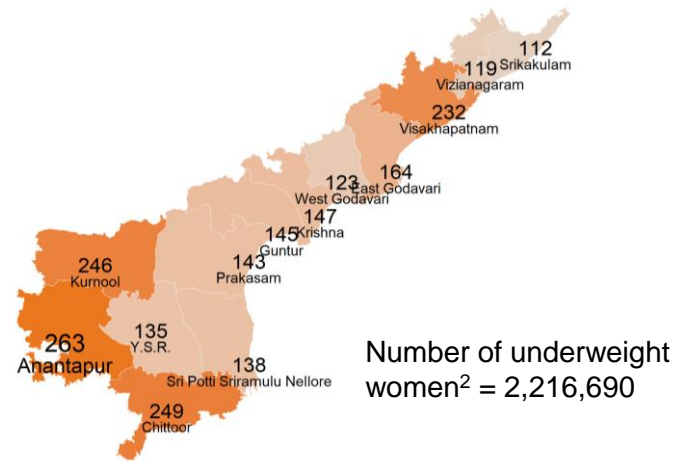 112
Srikakulam
119
Vizianagaram
232
Visakhapatnam
164
East Godavari
123
West Godavari
147
Krishna
145
Guntur
143
Prakasam
246
Kurnool
135
Y.S.R.
263
Anantapur
138
Sri Potti Sriramulu Nellore
249
Chittoor
Number of underweight
women² = 2,216,690